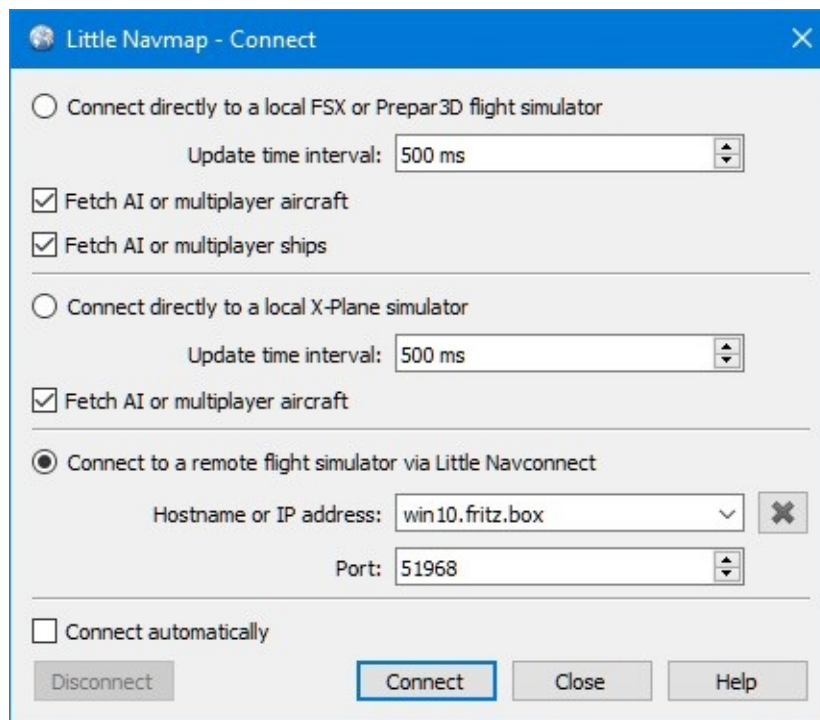 Little Navmap - Connect
Connect directly to a local FSX or Prepar3D flight simulator
Update time interval: 500 ms
Fetch AI or multiplayer aircraft
Fetch AI or multiplayer ships
Connect directly to a local X-Plane simulator
Update time interval: 500 ms
Fetch AI or multiplayer aircraft
Connect to a remote flight simulator via Little Navconnect
Hostname or IP address: win10.fritz.box
Port: 51968
Connect automatically
Disconnect Connect Close Help